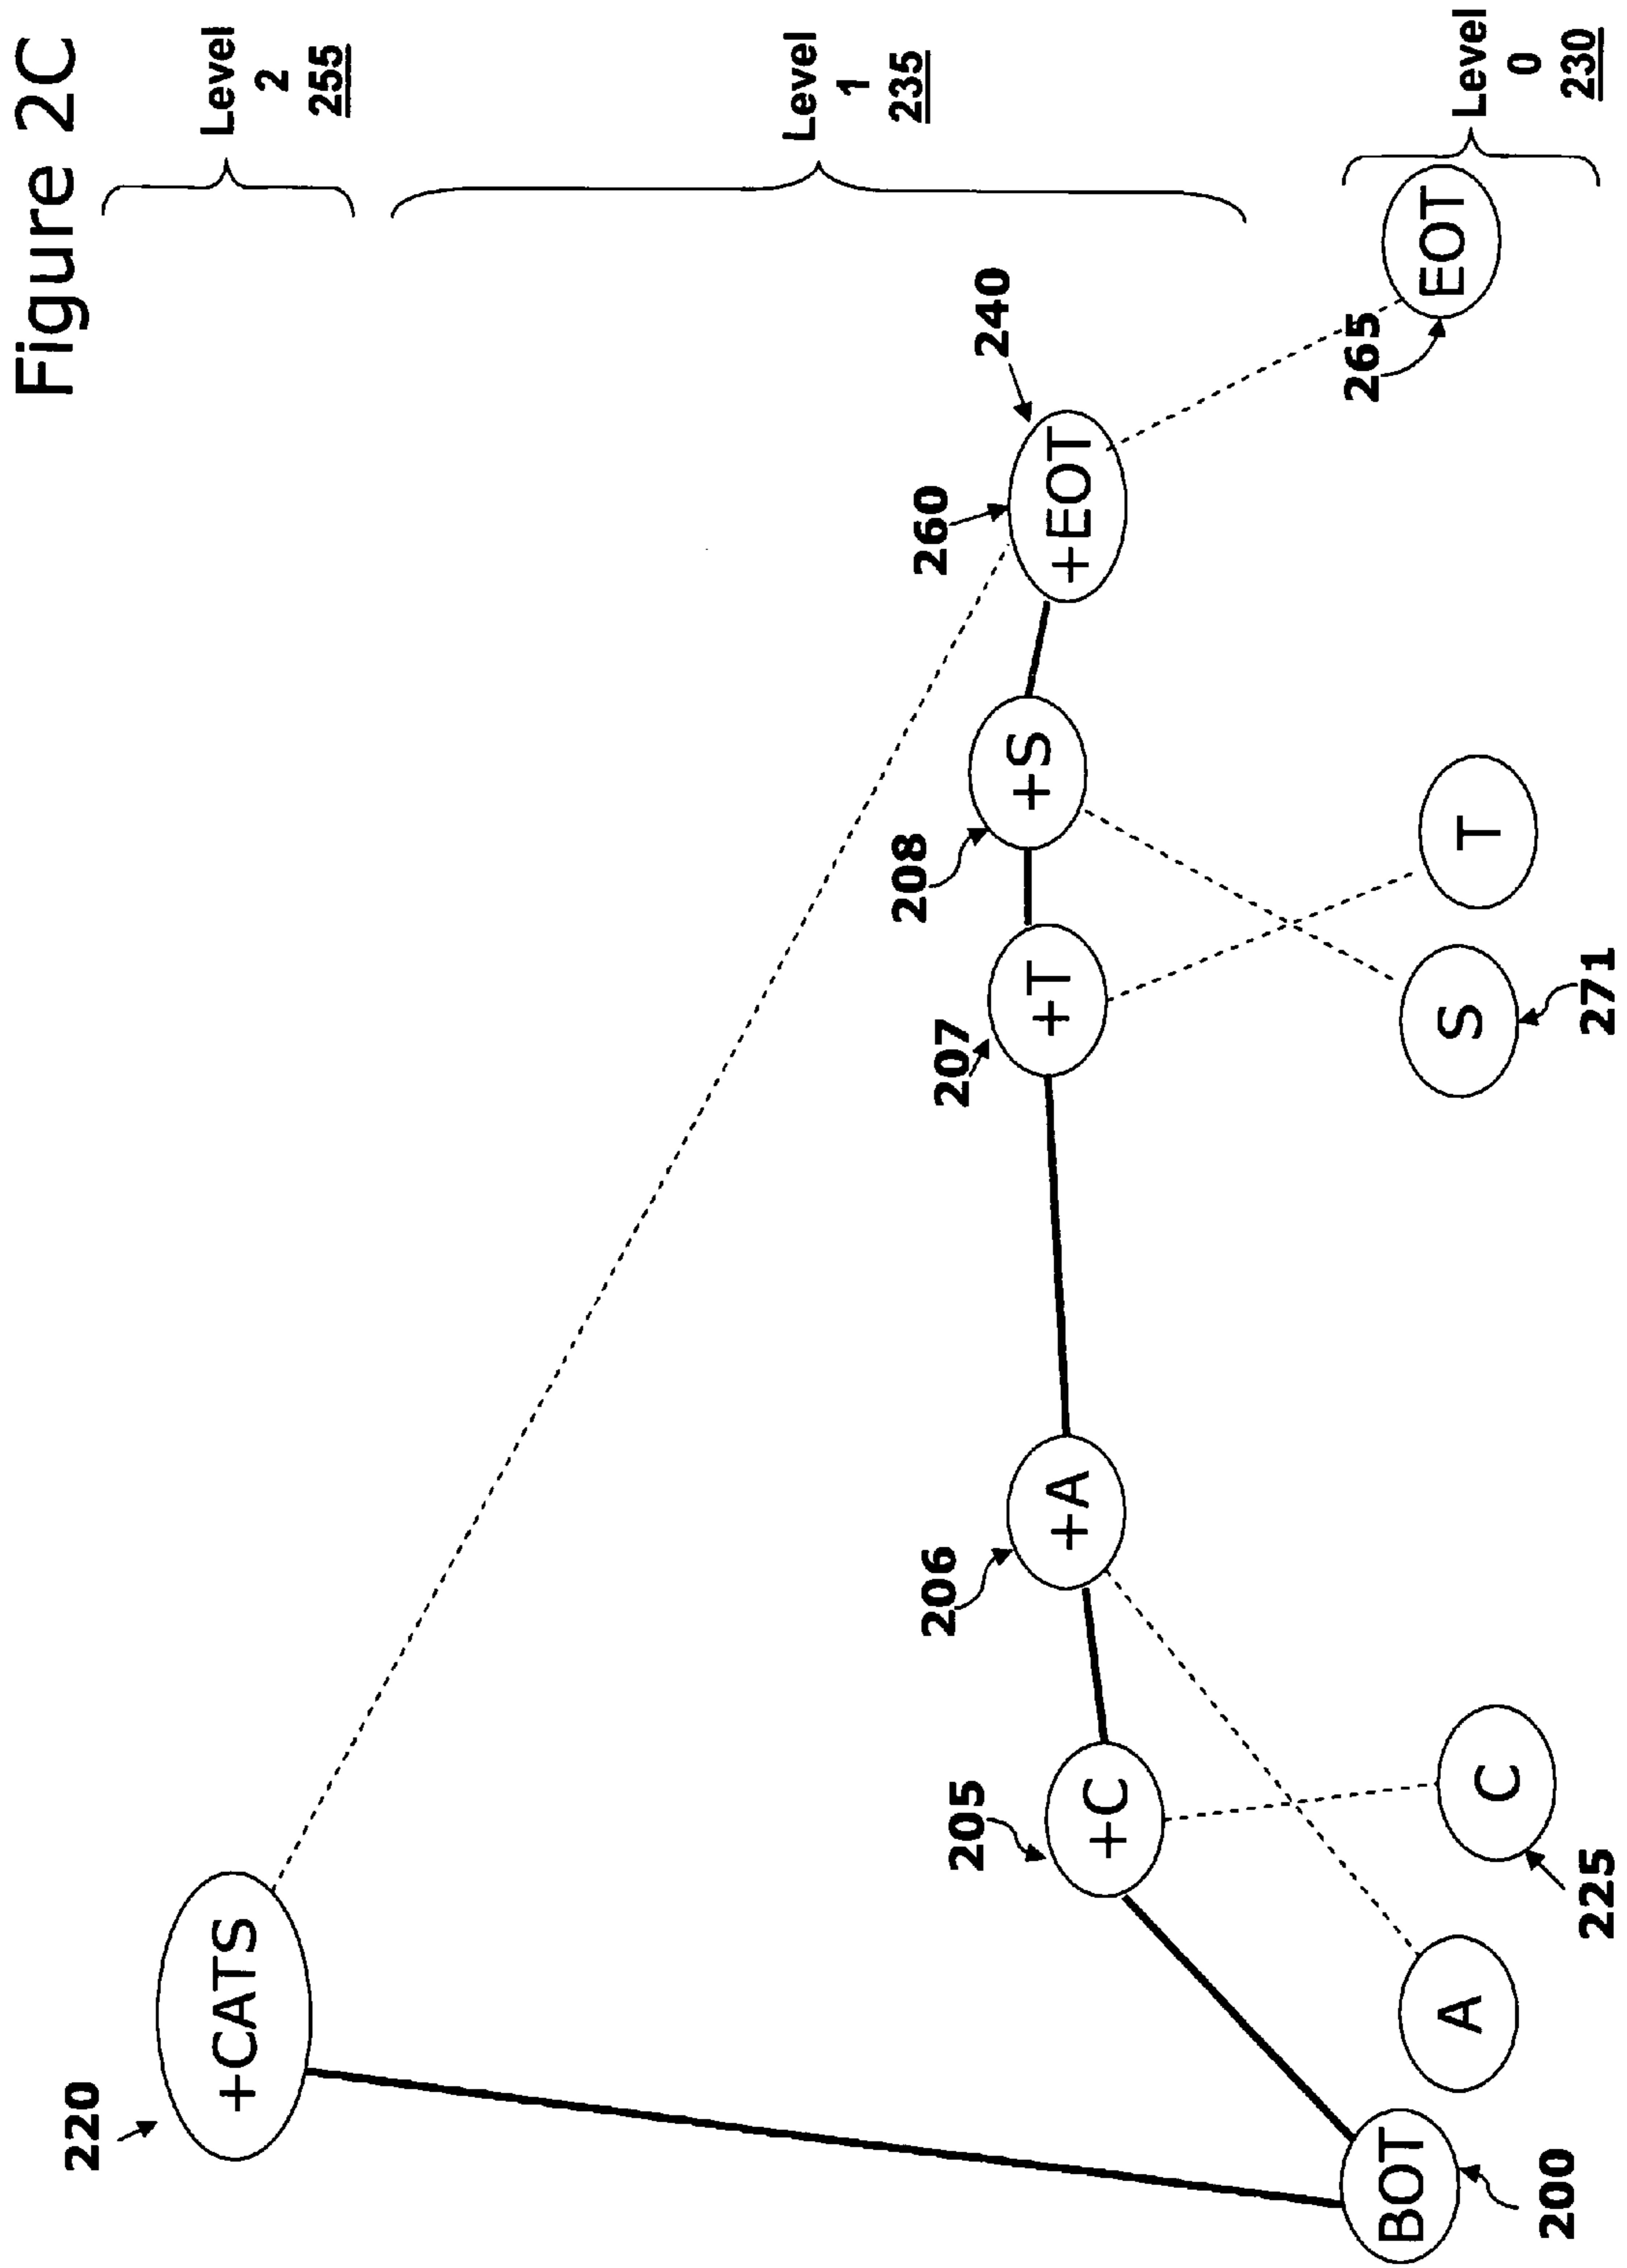 Figure 2C
220
+CATS
Level
2
255
Level
1
235
208
260
240
207
206
205
+C
+A
+T
+S
+EOT
265
Level
0
230
BOT
A
C
S
T
EOT
200
225
271